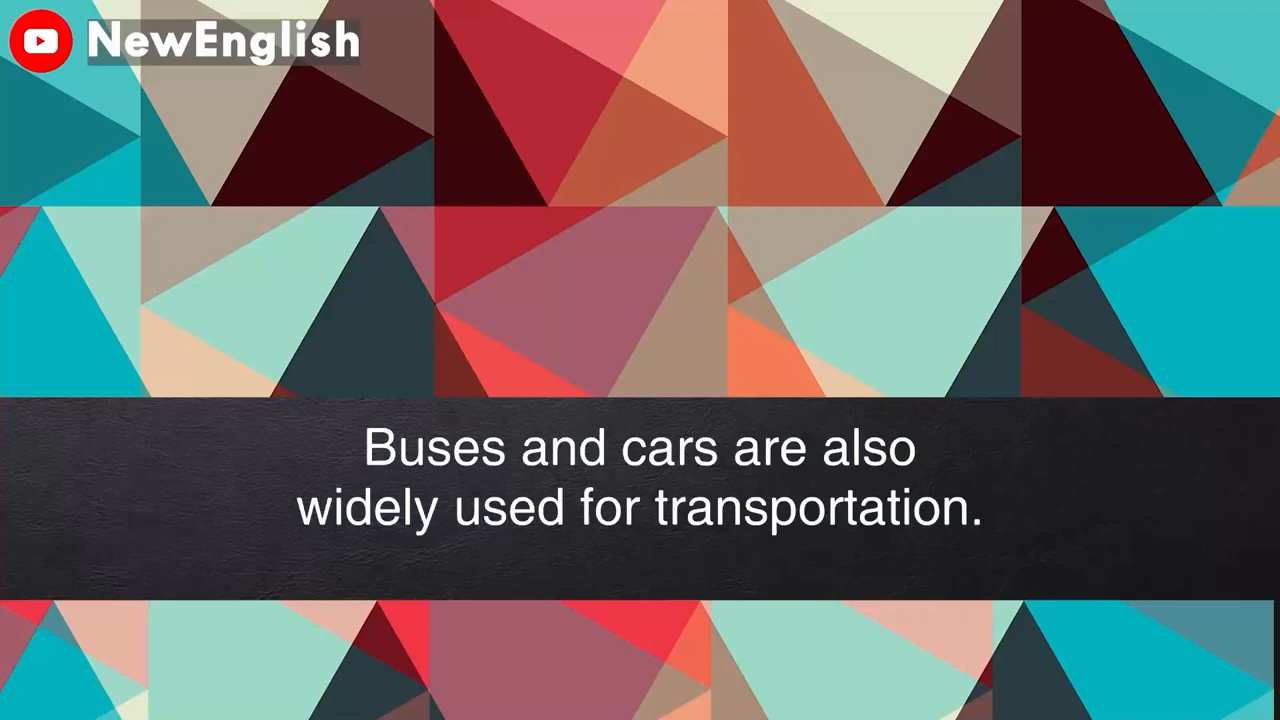 NewEnglish
Buses and cars are also
widely used for transportation.